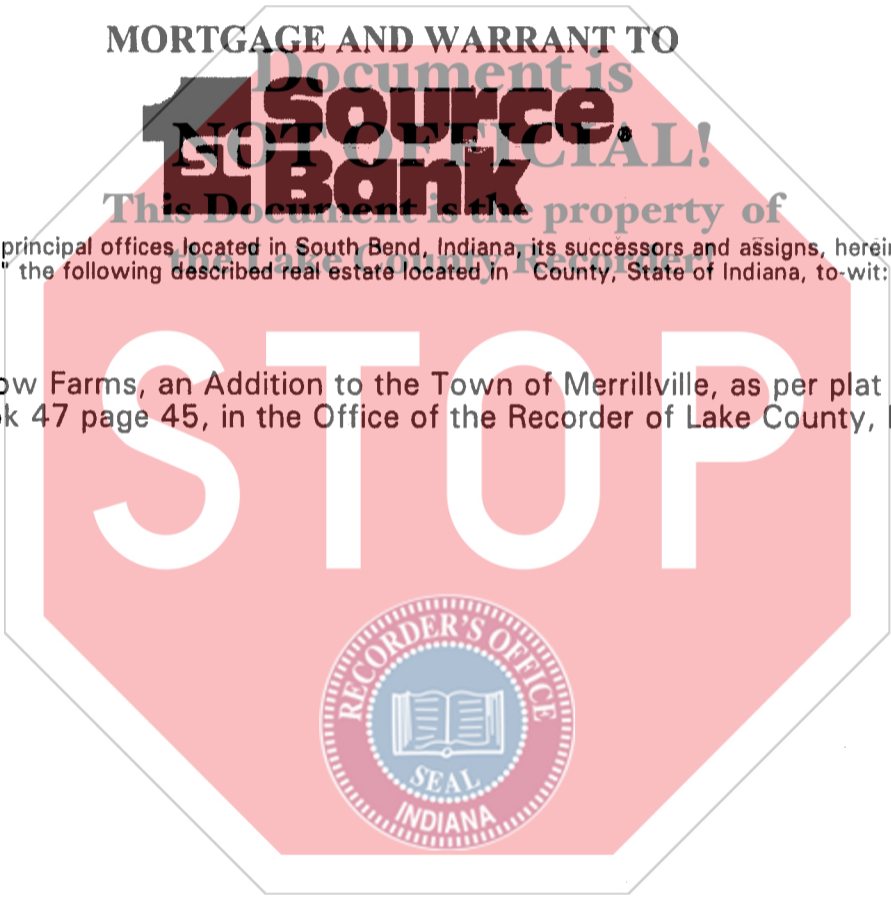 MORTGAGE AND WARRANT TO
Document is
1st Source
NOT OFFICIAL!
Bank
This Document is the property of
principal offices located in South Bend, Indiana, its successors and assigns, herein
the Lake County Recorder!
" the following described real estate located in County, State of Indiana, to-wit:
ow Farms, an Addition to the Town of Merrillville, as per plat
k 47 page 45, in the Office of the Recorder of Lake County,
STOP
RECORDER'S OFFICE
SEAL
INDIANA